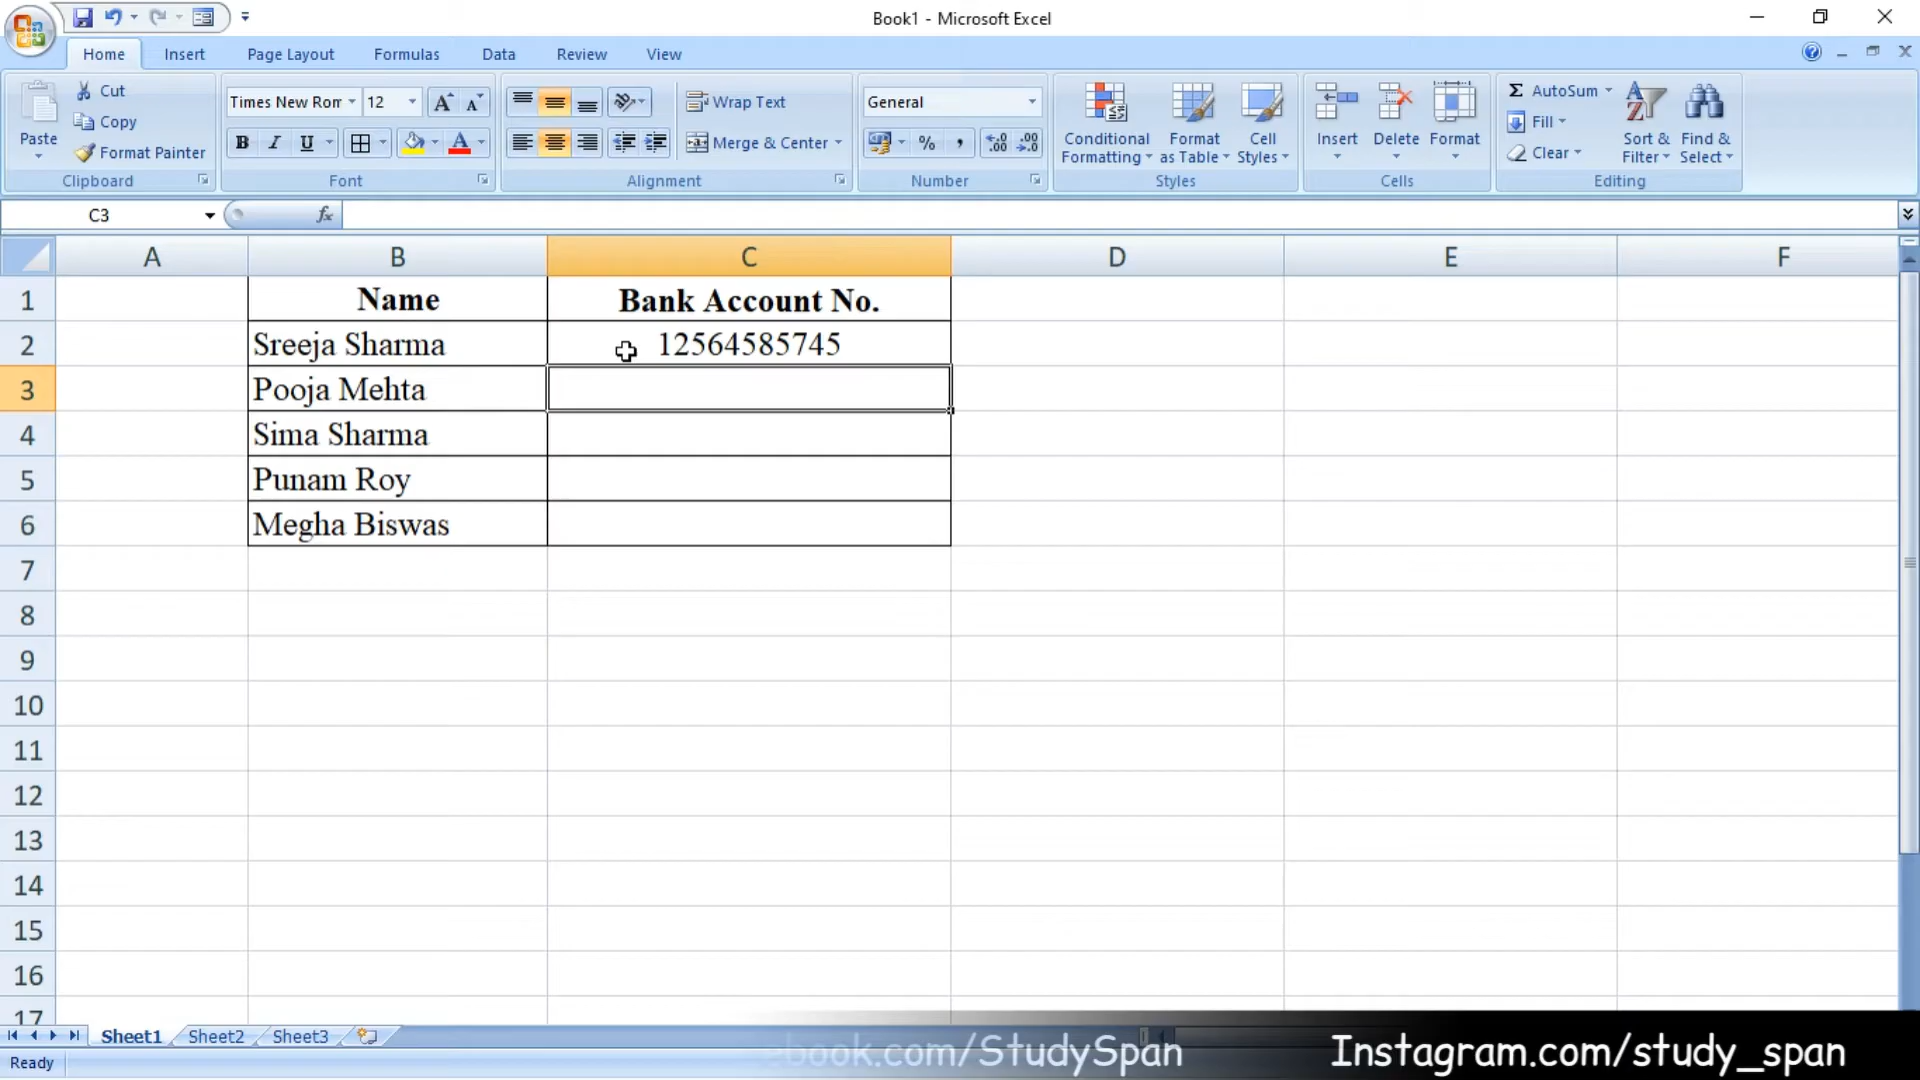 Book1 - Microsoft Excel
Home Insert Page Layout Formulas Data Review View
Paste
Cut
Copy
Format Painter
Clipboard
Times New Ron 12
B I U
Font
Wrap Text
Merge & Center
Alignment
General
%
Number
Conditional Formatting
Format as Table
Cell Styles
Styles
Insert Delete Format
Cells
Σ AutoSum
Fill
Clear
Sort & Filter
Find & Select
Editing
C3 fx
A B C D E F
1 Name Bank Account No.
2 Sreeja Sharma 12564585745
3 Pooja Mehta
4 Sima Sharma
5 Punam Roy
6 Megha Biswas
7
8
9
10
11
12
13
14
15
16
17
Sheet1 Sheet2 Sheet3
Ready
ebook.com/StudySpan Instagram.com/study_span